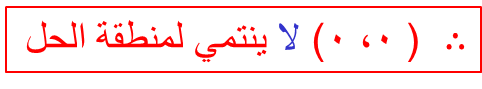 ∴ ( ٠، ٠ ) لا ينتمي لمنطقة الحل